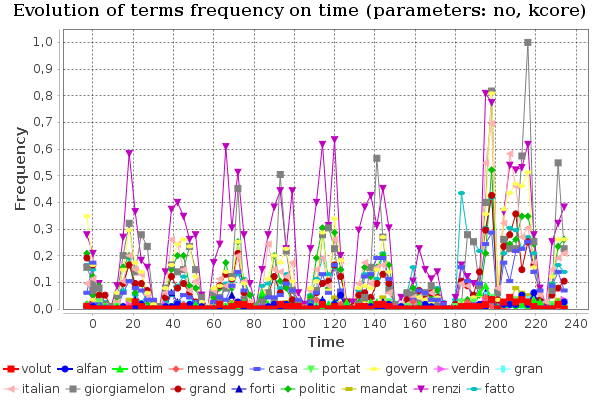 Evolution of terms frequency on time (parameters: no, kcore)
1,0
0,9
0,8
0,7
0,6
0,5
0,4
0,3
0,2
0,1
0,0
Frequency
0 20 40 60 80 100 120 140 160 180 200 220 240
Time
volut alfan ottim messagg casa portat govern verdin gran
italian giorgiamelon grand forti politic mandat renzi fatto